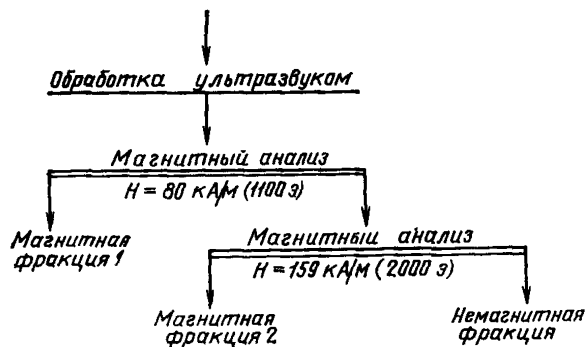 Обработка ультразвуком
Магнитный анализ
H = 80 кА/м (1100 э)
Магнитная
фракция 1
Магнитный анализ
H = 159 кА/м (2000 э)
Магнитная
фракция 2
Немагнитная
фракция